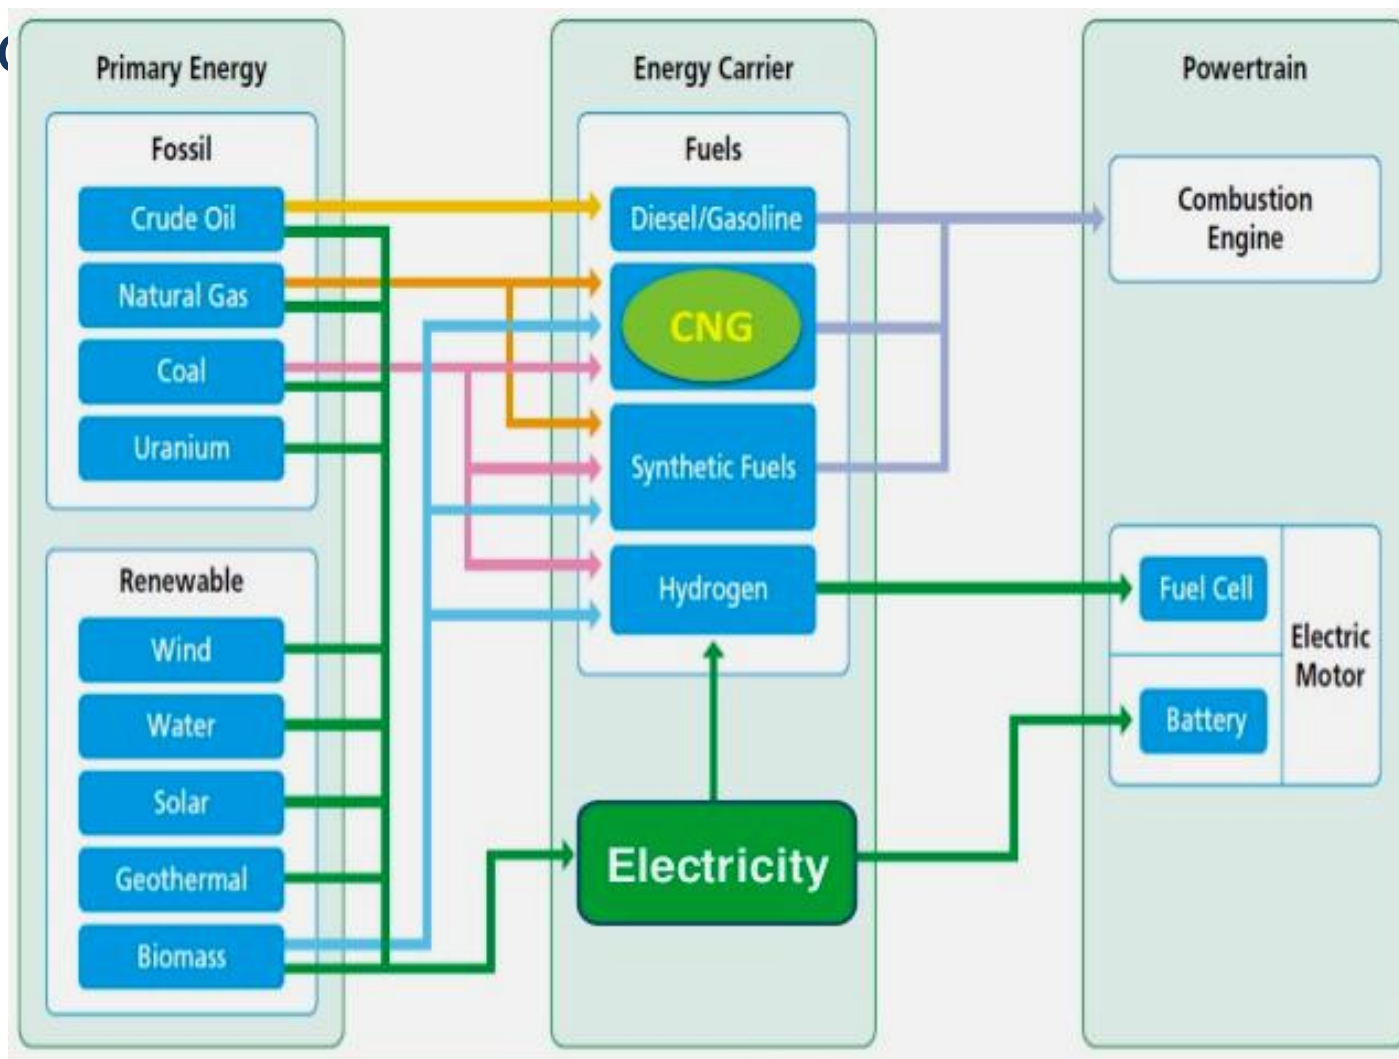 Primary Energy
Fossil
Crude Oil
Natural Gas
Coal
Uranium
Renewable
Wind
Water
Solar
Geothermal
Biomass
Energy Carrier
Fuels
Diesel/Gasoline
CNG
Synthetic Fuels
Hydrogen
Electricity
Powertrain
Combustion
Engine
Fuel Cell
Battery
Electric
Motor